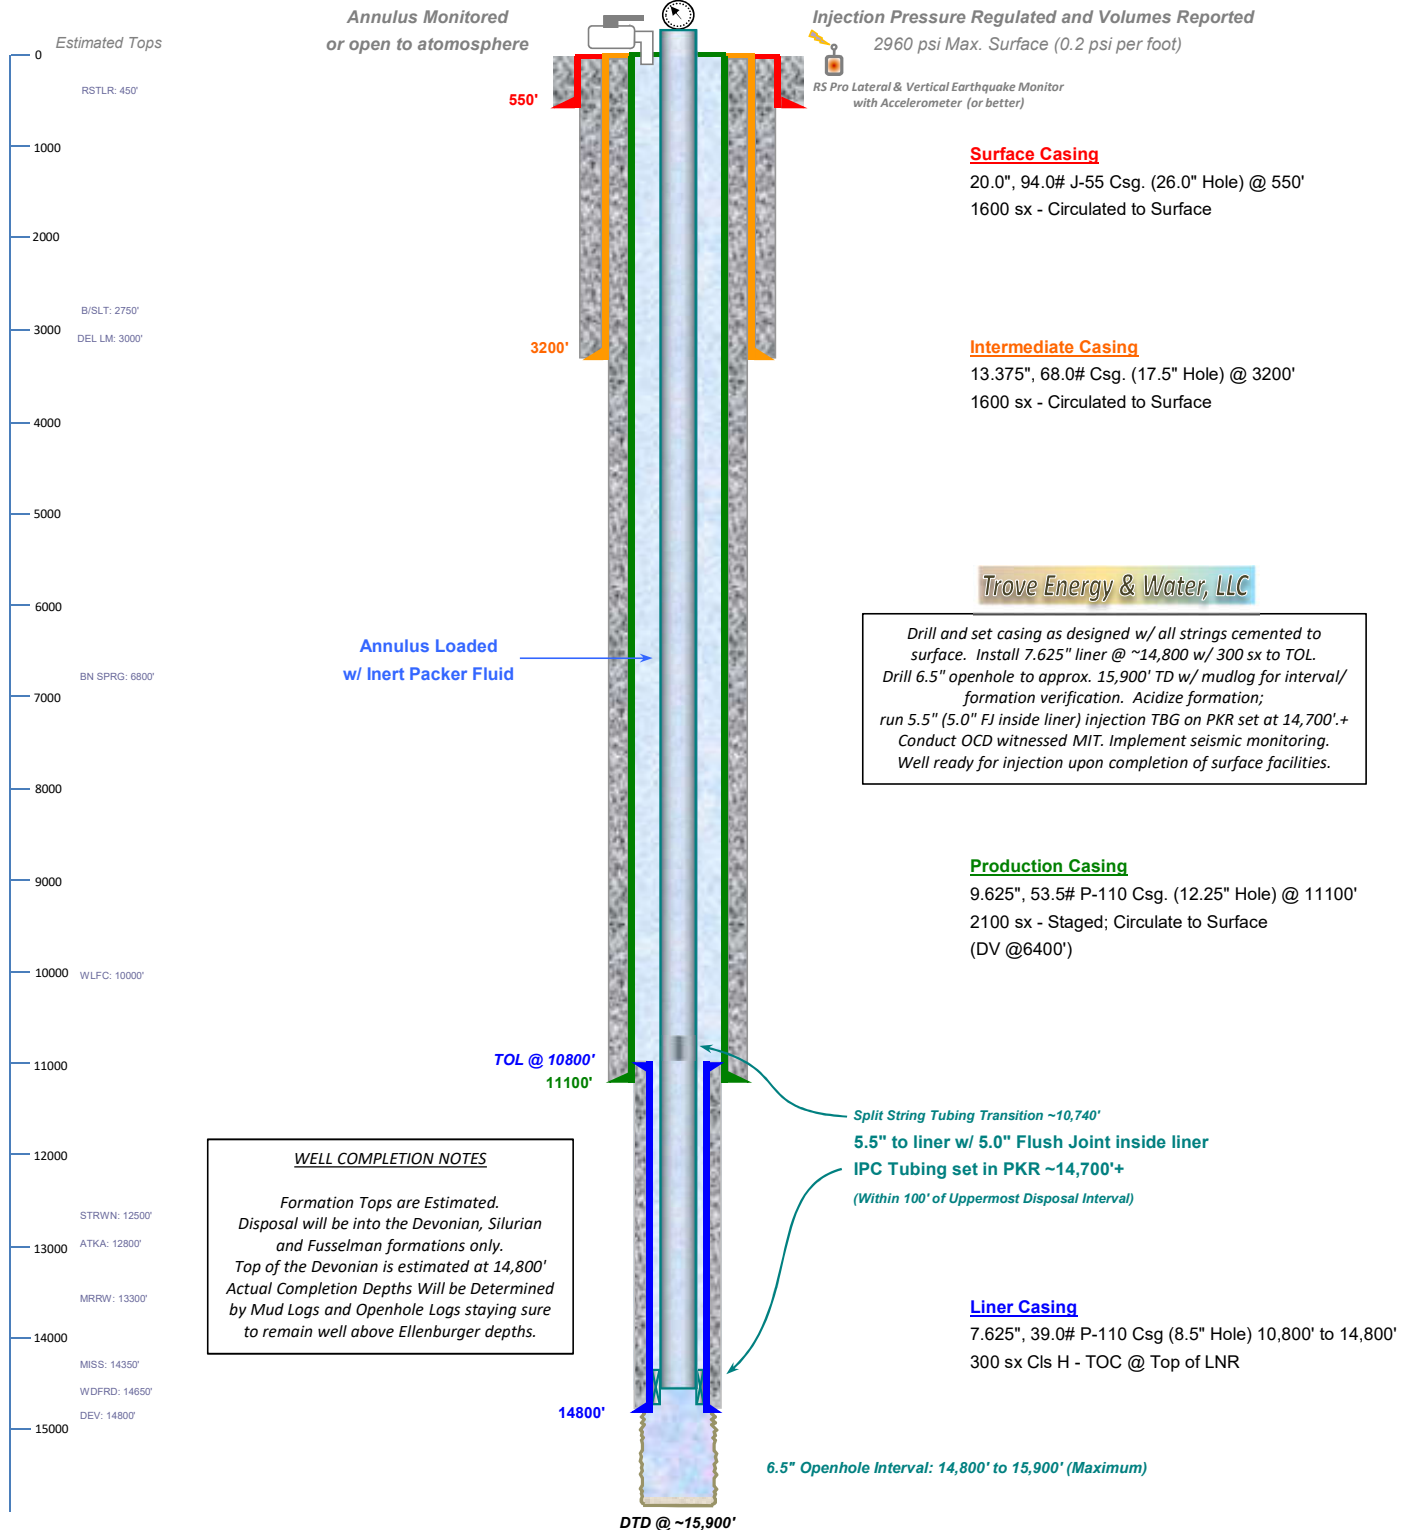 Annulus Monitored
or open to atomosphere
Injection Pressure Regulated and Volumes Reported
2960 psi Max. Surface (0.2 psi per foot)
RS Pro Lateral & Vertical Earthquake Monitor
with Accelerometer (or better)
Estimated Tops
0
RSTLR: 450'
550'
1000
Surface Casing
20.0", 94.0# J-55 Csg. (26.0" Hole) @ 550'
1600 sx - Circulated to Surface
2000
B/SLT: 2750'
3000
DEL LM: 3000'
3200'
Intermediate Casing
13.375", 68.0# Csg. (17.5" Hole) @ 3200'
1600 sx - Circulated to Surface
4000
5000
6000
Trove Energy & Water, LLC
Drill and set casing as designed w/ all strings cemented to
surface. Install 7.625" liner @ ~14,800 w/ 300 sx to TOL.
Drill 6.5" openhole to approx. 15,900' TD w/ mudlog for interval/
formation verification. Acidize formation;
run 5.5" (5.0" FJ inside liner) injection TBG on PKR set at 14,700'.+
Conduct OCD witnessed MIT. Implement seismic monitoring.
Well ready for injection upon completion of surface facilities.
Annulus Loaded
w/ Inert Packer Fluid
BN SPRG: 6800'
7000
8000
9000
Production Casing
9.625", 53.5# P-110 Csg. (12.25" Hole) @ 11100'
2100 sx - Staged; Circulate to Surface
(DV @6400')
10000
WLFC: 10000'
11000
TOL @ 10800'
11100'
Split String Tubing Transition ~10,740'
5.5" to liner w/ 5.0" Flush Joint inside liner
IPC Tubing set in PKR ~14,700'+
(Within 100' of Uppermost Disposal Interval)
12000
WELL COMPLETION NOTES
Formation Tops are Estimated.
Disposal will be into the Devonian, Silurian
and Fusselman formations only.
Top of the Devonian is estimated at 14,800'
Actual Completion Depths Will be Determined
by Mud Logs and Openhole Logs staying sure
to remain well above Ellenburger depths.
STRWN: 12500'
ATKA: 12800'
13000
MRRW: 13300'
Liner Casing
7.625", 39.0# P-110 Csg (8.5" Hole) 10,800' to 14,800'
300 sx Cls H - TOC @ Top of LNR
14000
MISS: 14350'
WDFRD: 14650'
DEV: 14800'
14800'
15000
6.5" Openhole Interval: 14,800' to 15,900' (Maximum)
DTD @ ~15,900'